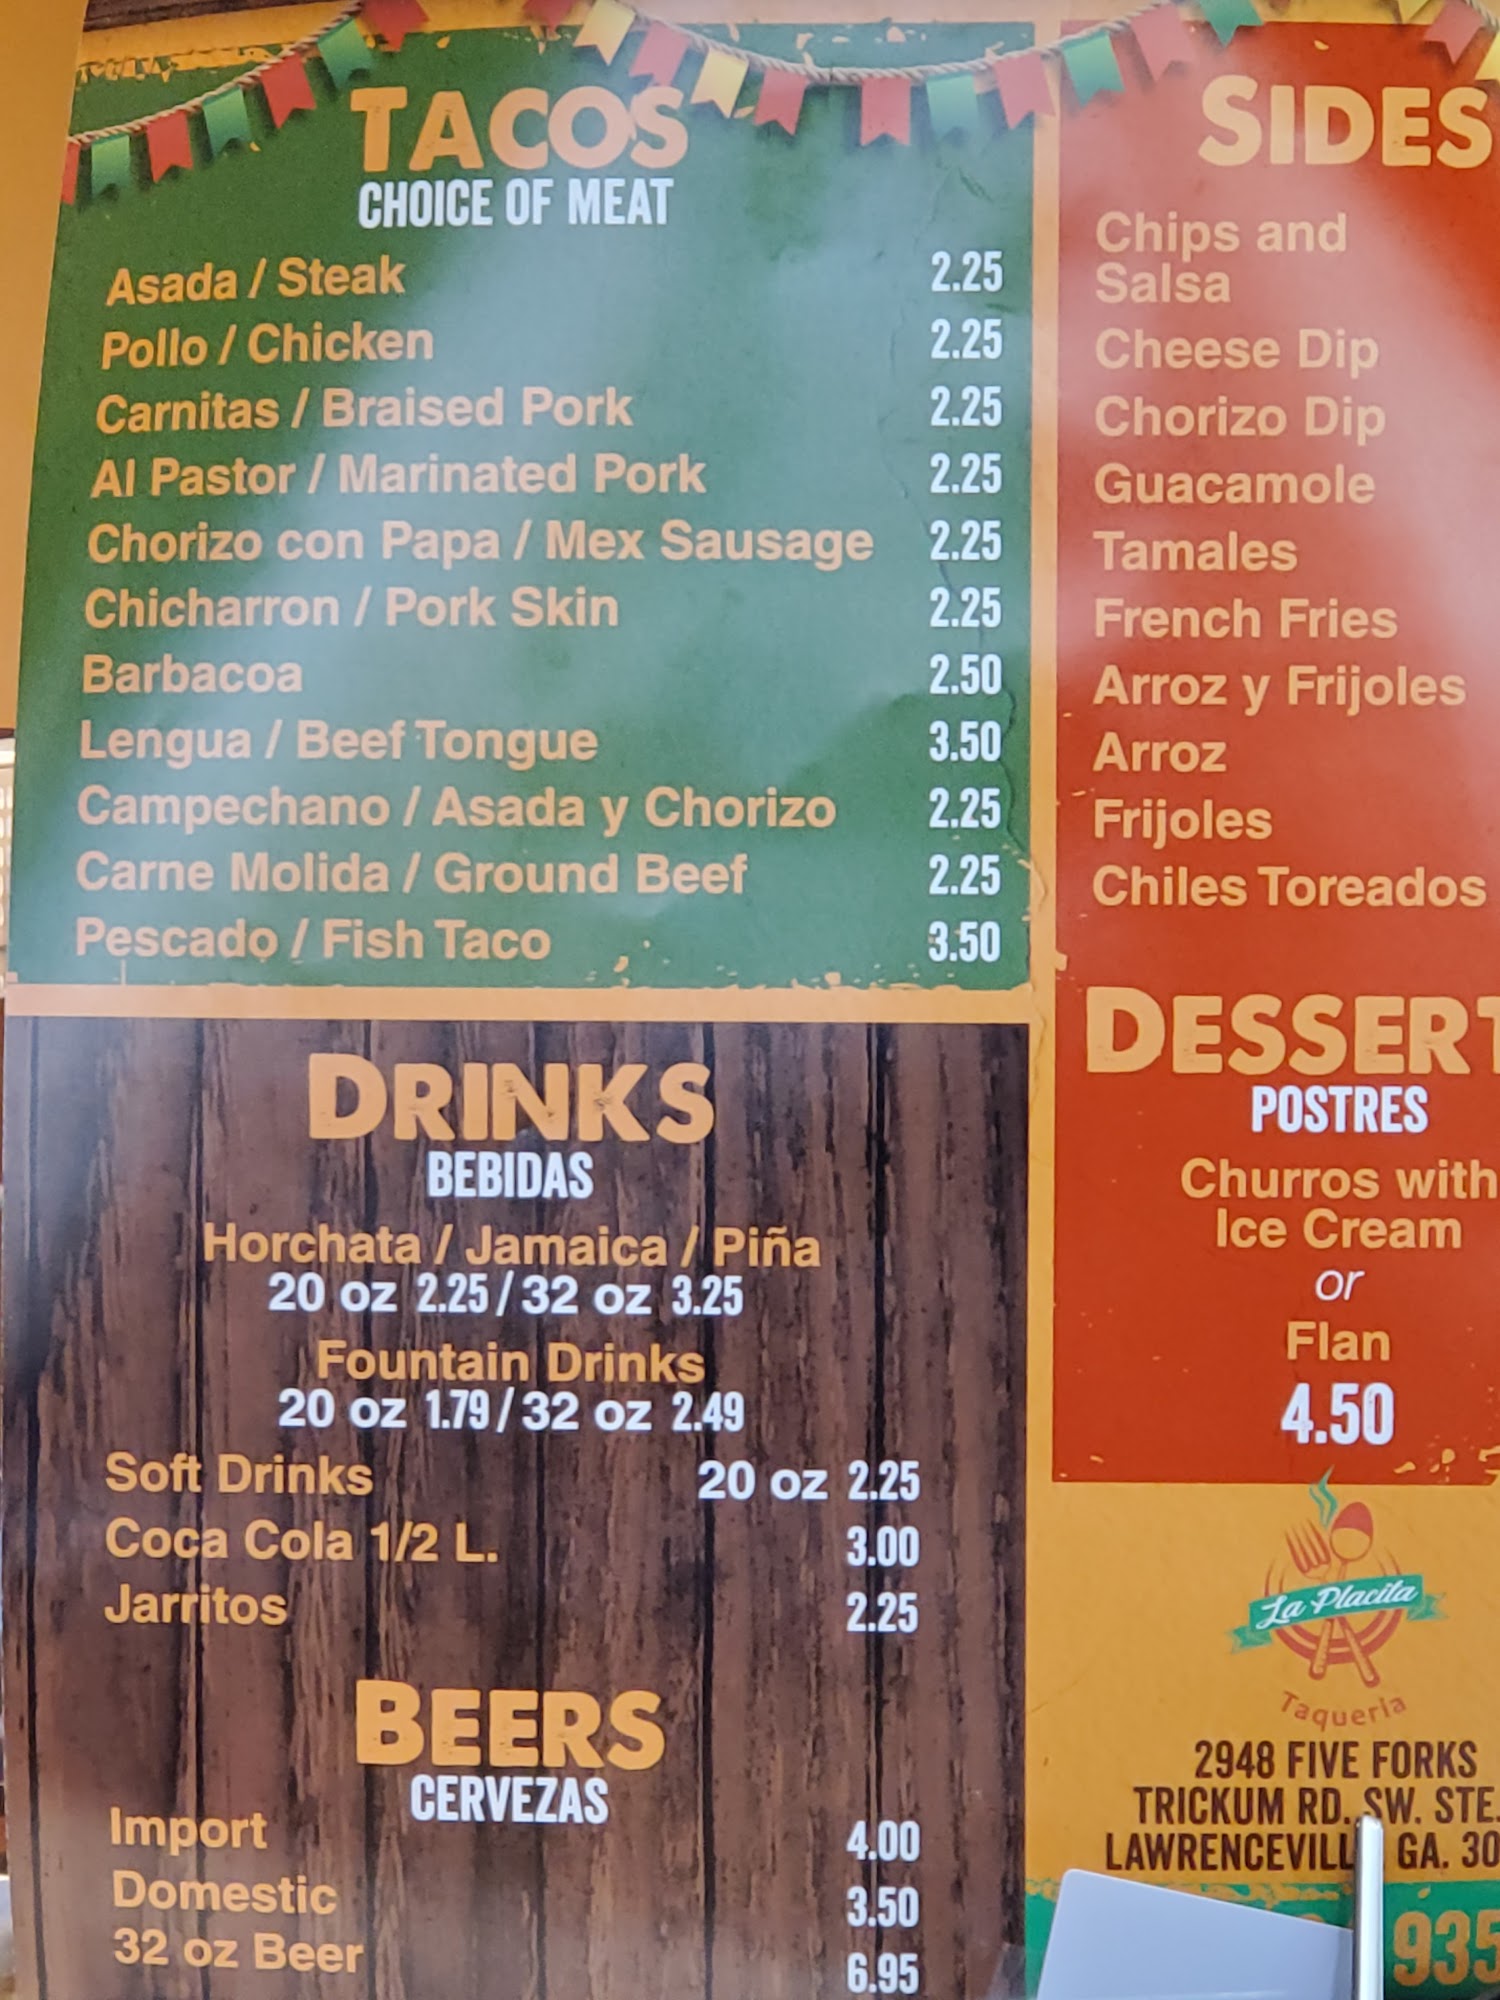 TACOS
CHOICE OF MEAT
Asada / Steak 2.25
Pollo / Chicken 2.25
Carnitas / Braised Pork 2.25
Al Pastor / Marinated Pork 2.25
Chorizo con Papa / Mex Sausage 2.25
Chicharron / Pork Skin 2.25
Barbacoa 2.50
Lengua / Beef Tongue 3.50
Campechano / Asada y Chorizo 2.25
Carne Molida / Ground Beef 2.25
Pescado / Fish Taco 3.50
DRINKS
BEBIDAS
Horchata / Jamaica / Piña
20 oz 2.25 / 32 oz 3.25
Fountain Drinks
20 oz 1.79 / 32 oz 2.49
Soft Drinks 20 oz 2.25
Coca Cola 1/2 L. 3.00
Jarritos 2.25
BEERS
CERVEZAS
Import 4.00
Domestic 3.50
32 oz Beer 6.95
SIDES
Chips and
Salsa
Cheese Dip
Chorizo Dip
Guacamole
Tamales
French Fries
Arroz y Frijoles
Arroz
Frijoles
Chiles Toreados
DESSERT
POSTRES
Churros with
Ice Cream
or
Flan
4.50
La Placita
Taqueria
2948 FIVE FORKS
TRICKUM RD. SW. STE.
LAWRENCEVILL GA. 30
935